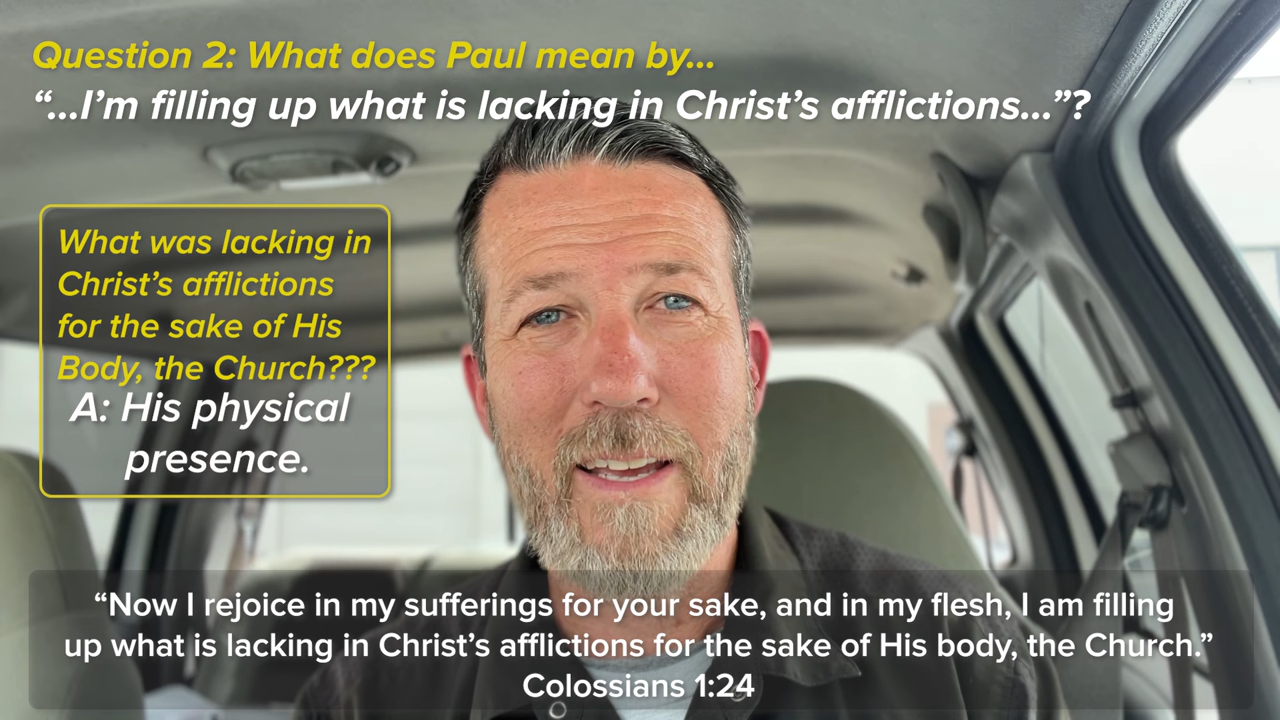 Question 2: What does Paul mean by...
“...I’m filling up what is lacking in Christ’s afflictions...”?
What was lacking in
Christ’s afflictions
for the sake of His
Body, the Church???
A: His physical
presence.
“Now I rejoice in my sufferings for your sake, and in my flesh, I am filling
up what is lacking in Christ’s afflictions for the sake of His body, the Church.”
Colossians 1:24